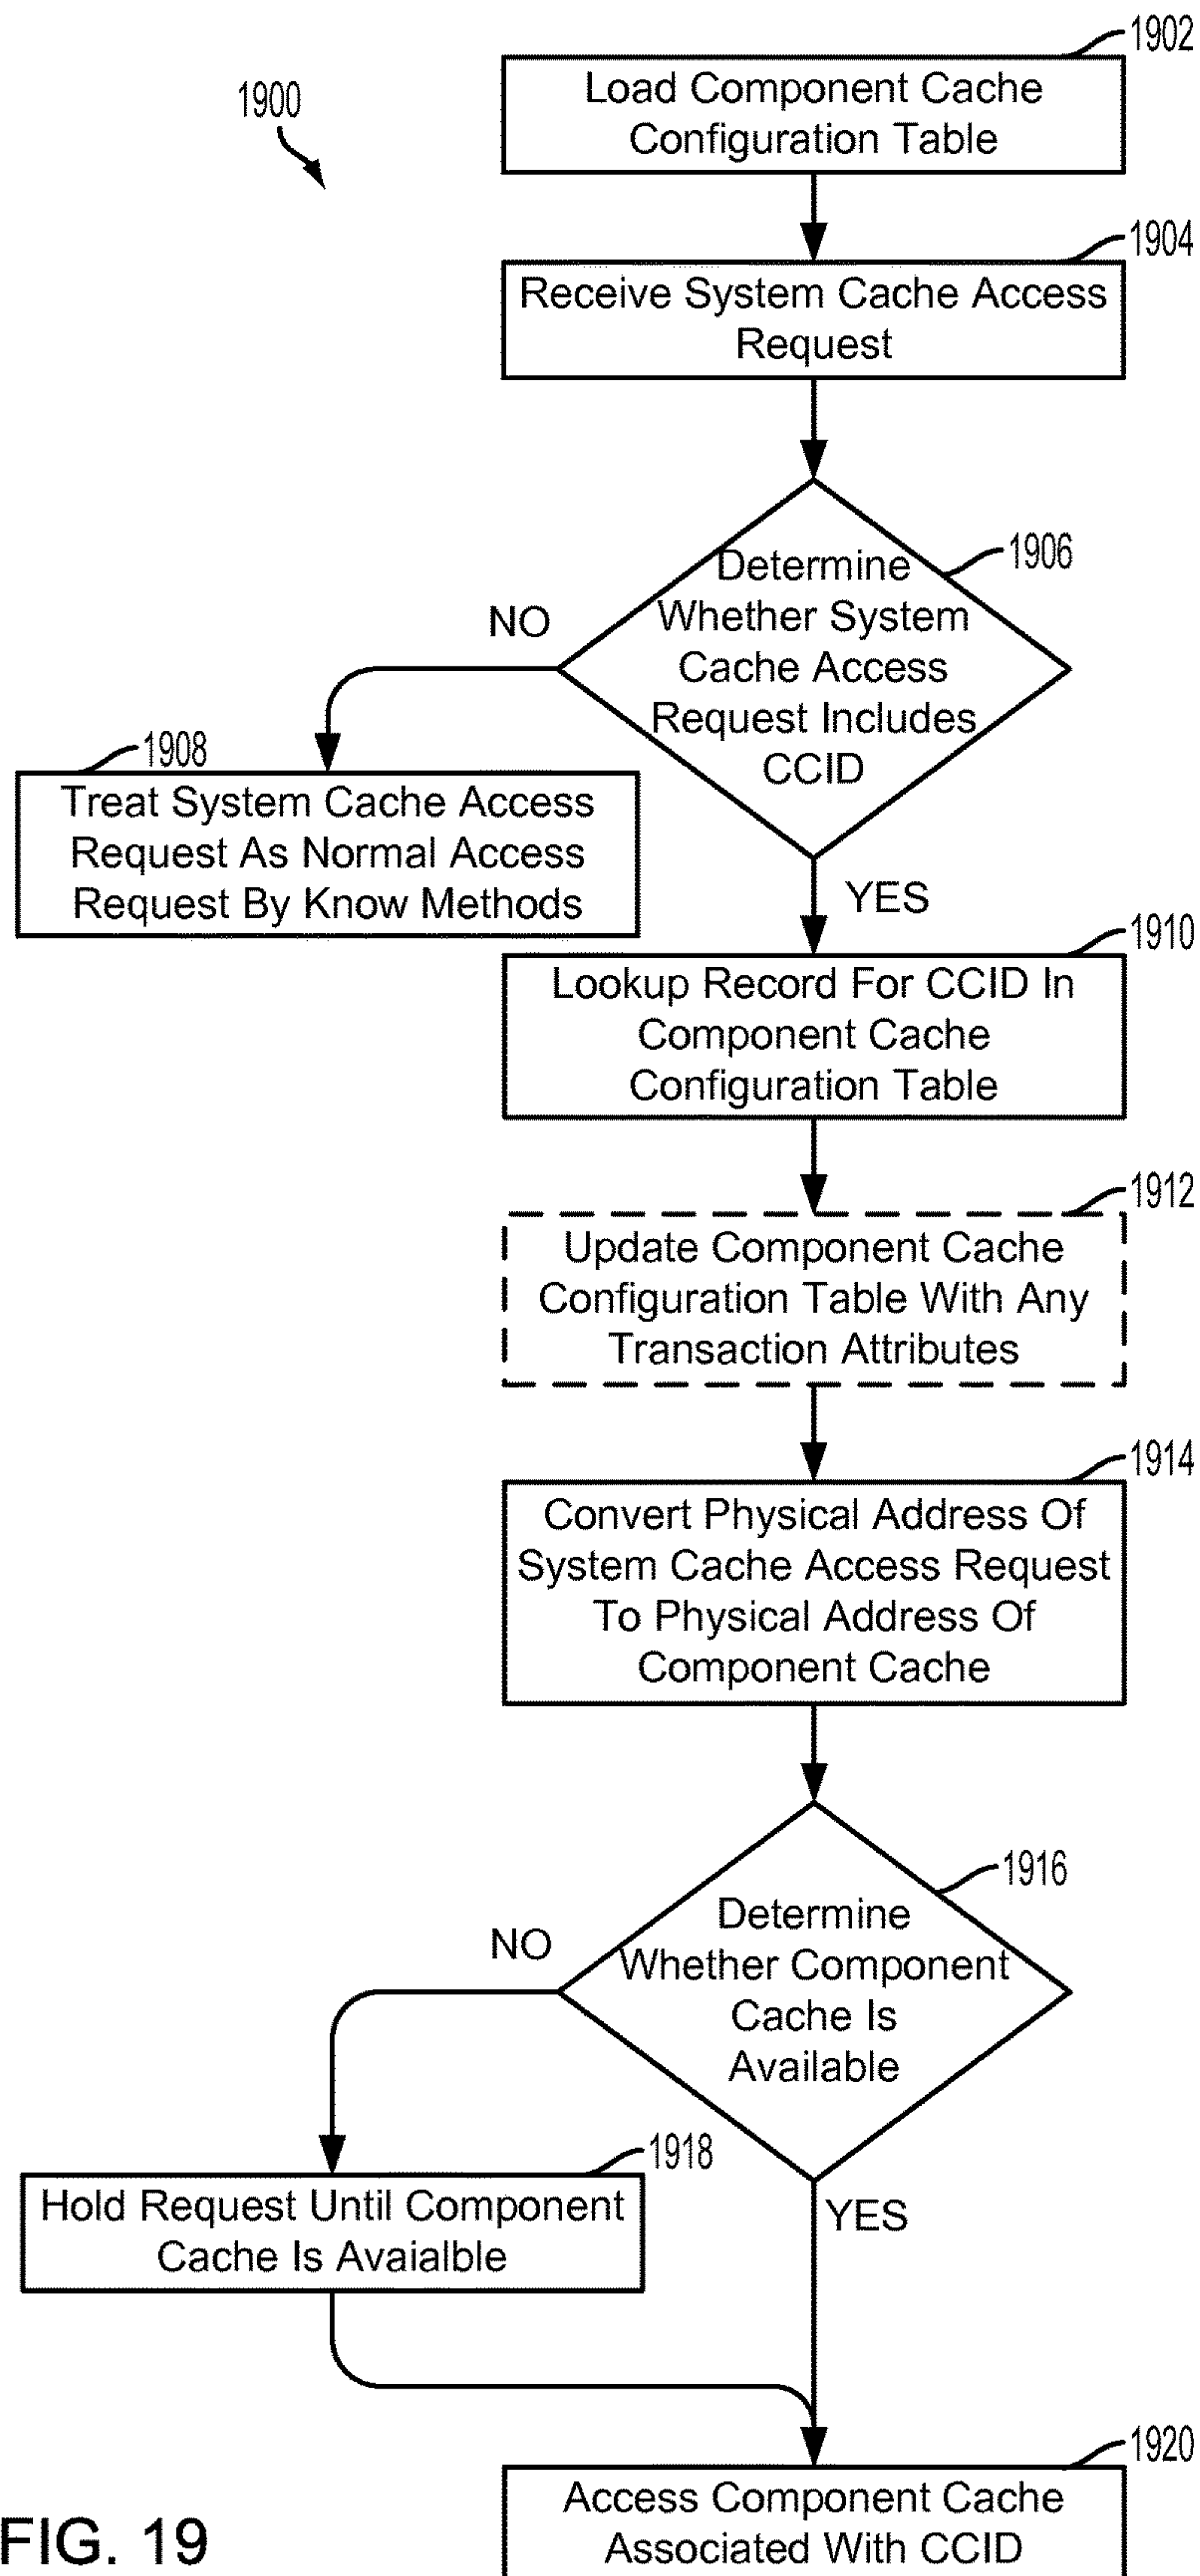 1902
Load Component Cache
Configuration Table
1900
1904
Receive System Cache Access
Request
1906
Determine
Whether System
Cache Access
Request Includes
CCID
NO
1908
Treat System Cache Access
Request As Normal Access
Request By Know Methods
YES
1910
Lookup Record For CCID In
Component Cache
Configuration Table
1912
Update Component Cache
Configuration Table With Any
Transaction Attributes
1914
Convert Physical Address Of
System Cache Access Request
To Physical Address Of
Component Cache
1916
Determine
Whether Component
Cache Is
Available
NO
1918
Hold Request Until Component
Cache Is Avaialble
YES
1920
Access Component Cache
Associated With CCID
FIG. 19